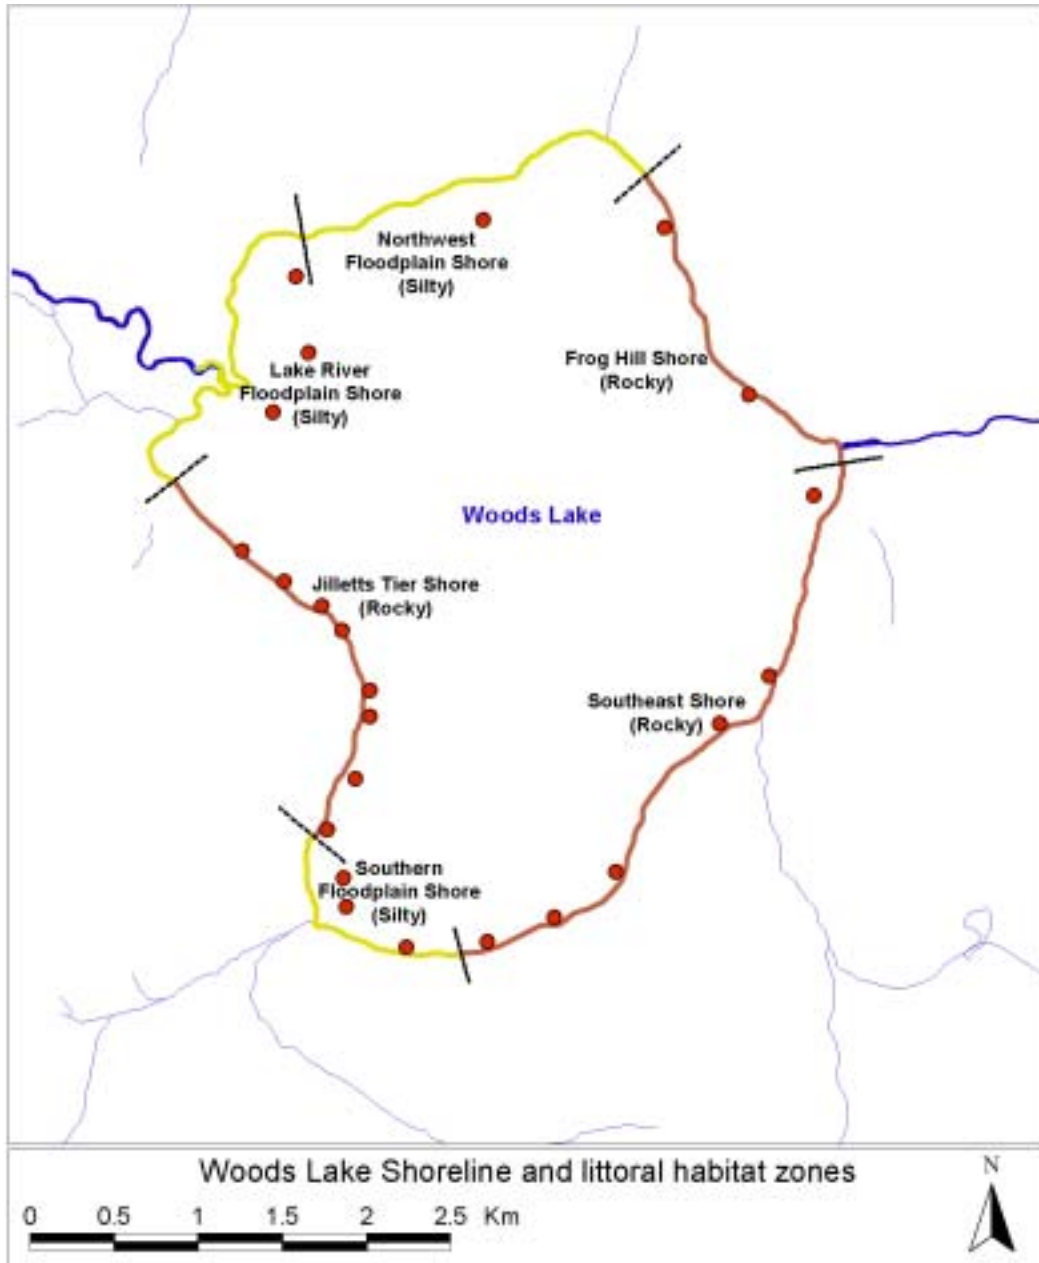 Northwest
Floodplain Shore
(Silty)
Frog Hill Shore
(Rocky)
Lake River
Floodplain Shore
(Silty)
Woods Lake
Jilletts Tier Shore
(Rocky)
Southeast Shore
(Rocky)
Southern
Floodplain Shore
(Silty)
Woods Lake Shoreline and littoral habitat zones
N
0 0.5 1 1.5 2 2.5 Km